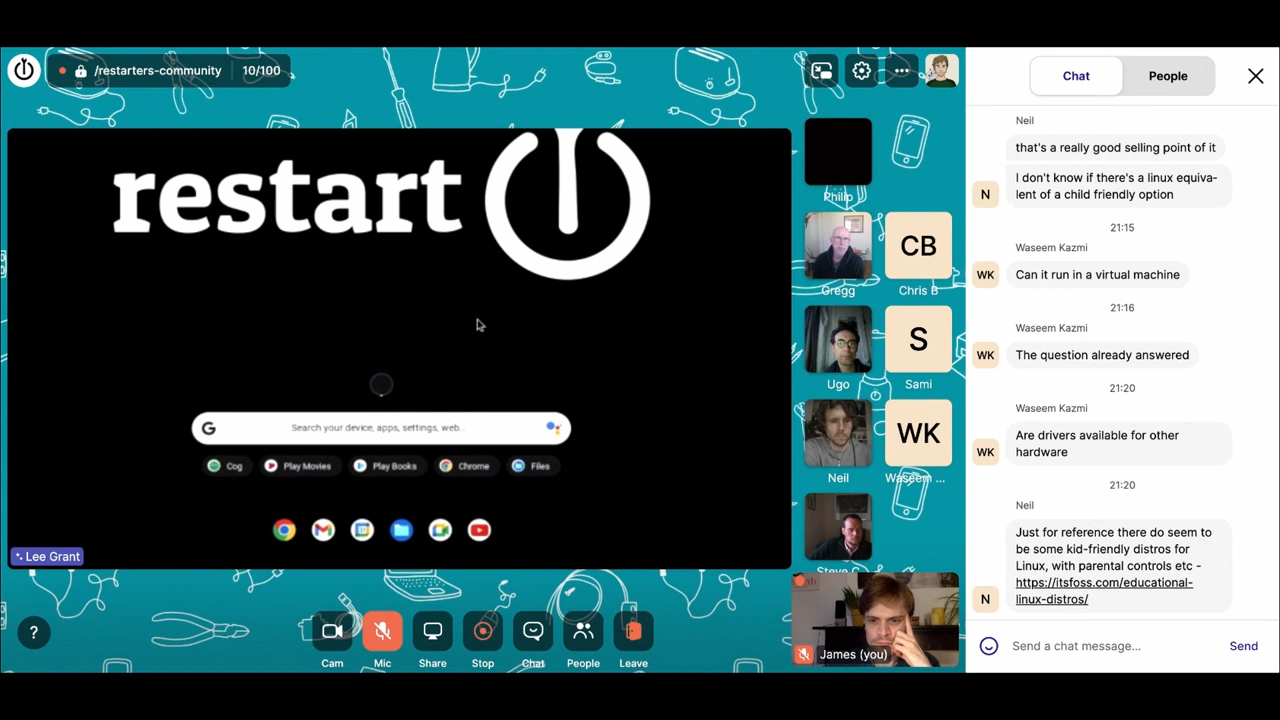 /restarters-community
10/100
restart
Search your device, apps, settings, web...
Cog
Play Movies
Play Books
Chrome
Files
Lee Grant
Philip
Gregg
CB
Chris B
Ugo
S
Sami
Neil
WK
Waseem ...
Steve
James (you)
?
Cam
Mic
Share
Stop
Chat
People
Leave
Chat
People
Neil
that's a really good selling point of it
I don't know if there's a linux equiva-
lent of a child friendly option
N
21:15
Waseem Kazmi
WK
Can it run in a virtual machine
21:16
Waseem Kazmi
WK
The question already answered
21:20
Waseem Kazmi
Are drivers available for other
hardware
WK
21:20
Neil
Just for reference there do seem to
be some kid-friendly distros for
Linux, with parental controls etc -
https://itsfoss.com/educational-
linux-distros/
N
Send a chat message...
Send